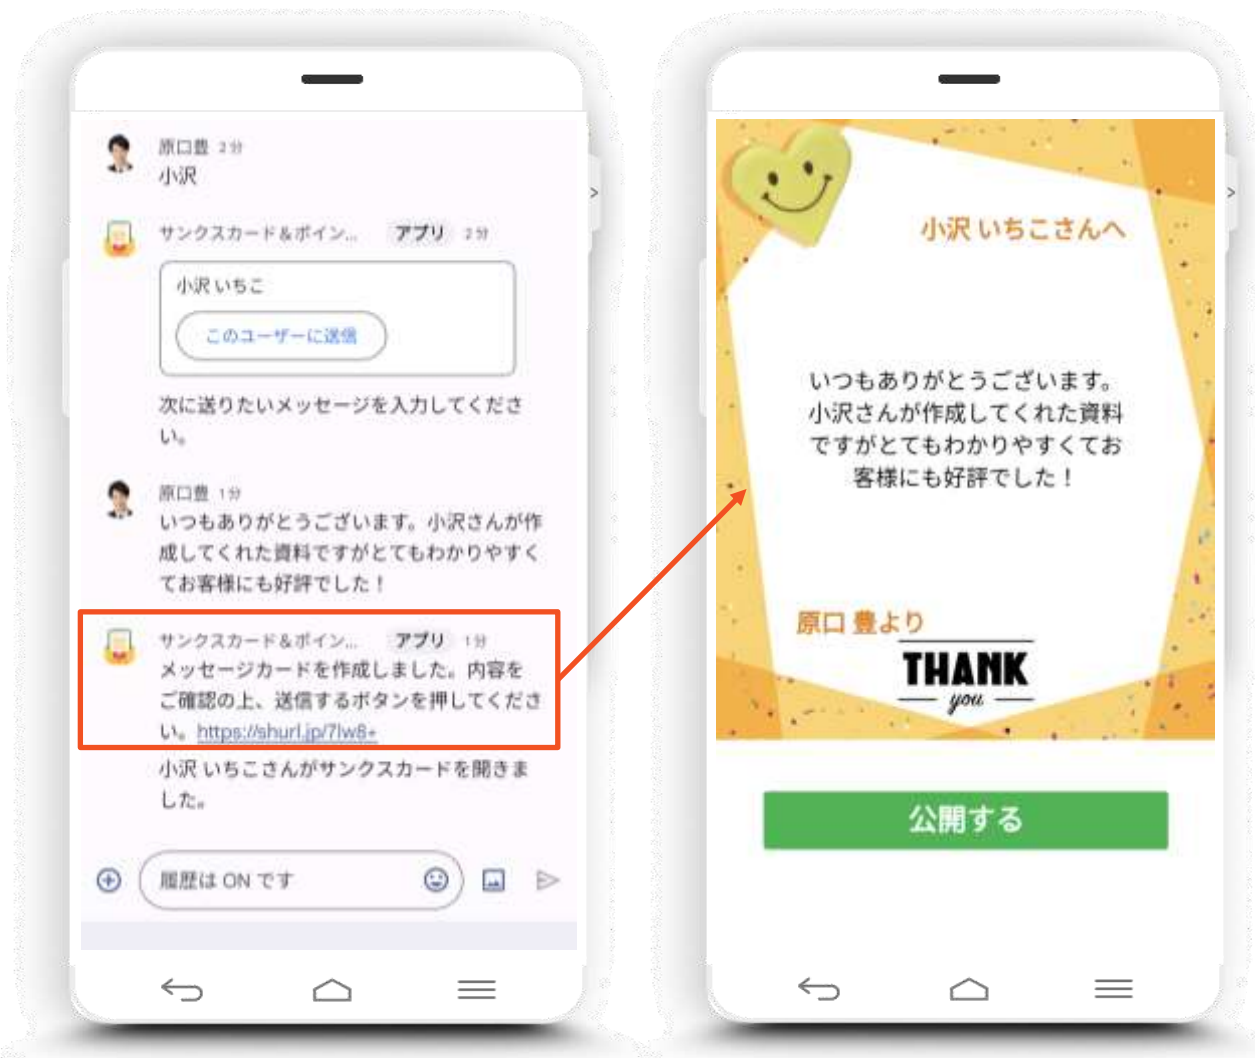 原口豊 2分
小沢
サンクスカード&ポイン... アプリ 2分
小沢 いちこ
このユーザーに送信
次に送りたいメッセージを入力してくださ
い。
原口豊 1分
いつもありがとうございます。小沢さんが作
成してくれた資料ですがとてもわかりやすく
てお客様にも好評でした！
サンクスカード&ポイン... アプリ 1分
メッセージカードを作成しました。内容を
ご確認の上、送信するボタンを押してくださ
い。https://shurl.jp/7lw8+
小沢 いちこさんがサンクスカードを開きま
した。
履歴は ON です
小沢 いちこさんへ
いつもありがとうございます。
小沢さんが作成してくれた資料
ですがとてもわかりやすくてお
客様にも好評でした！
原口 豊より
THANK
you
公開する